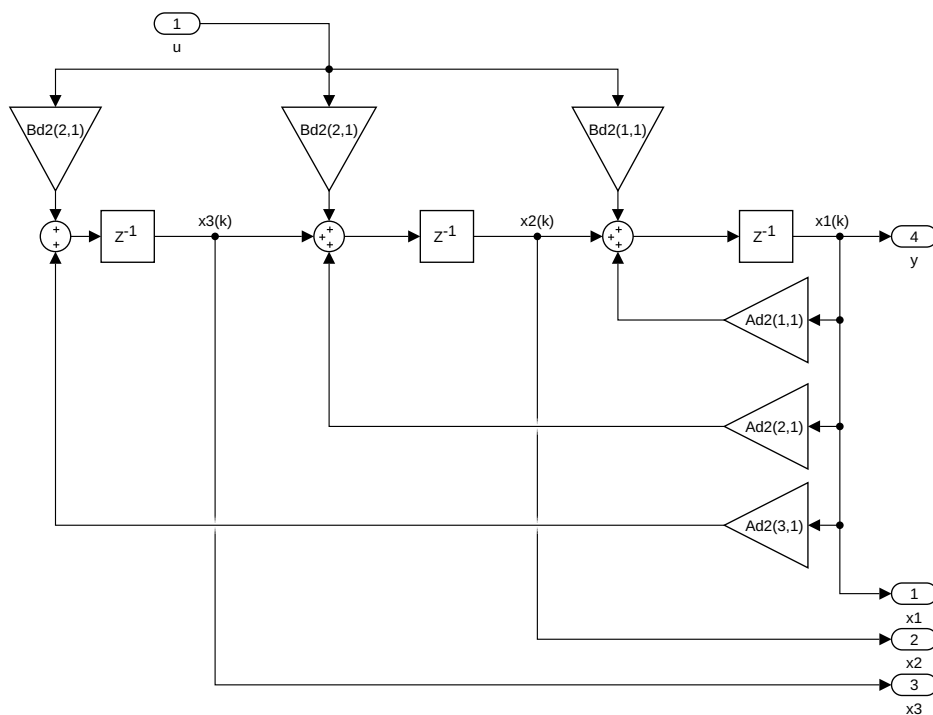 1
u
Bd2(2,1)
Bd2(2,1)
Bd2(1,1)
+
+
Z-1
x3(k)
+
+
+
Z-1
x2(k)
+
+
+
Z-1
x1(k)
4
y
Ad2(1,1)
Ad2(2,1)
Ad2(3,1)
1
x1
2
x2
3
x3